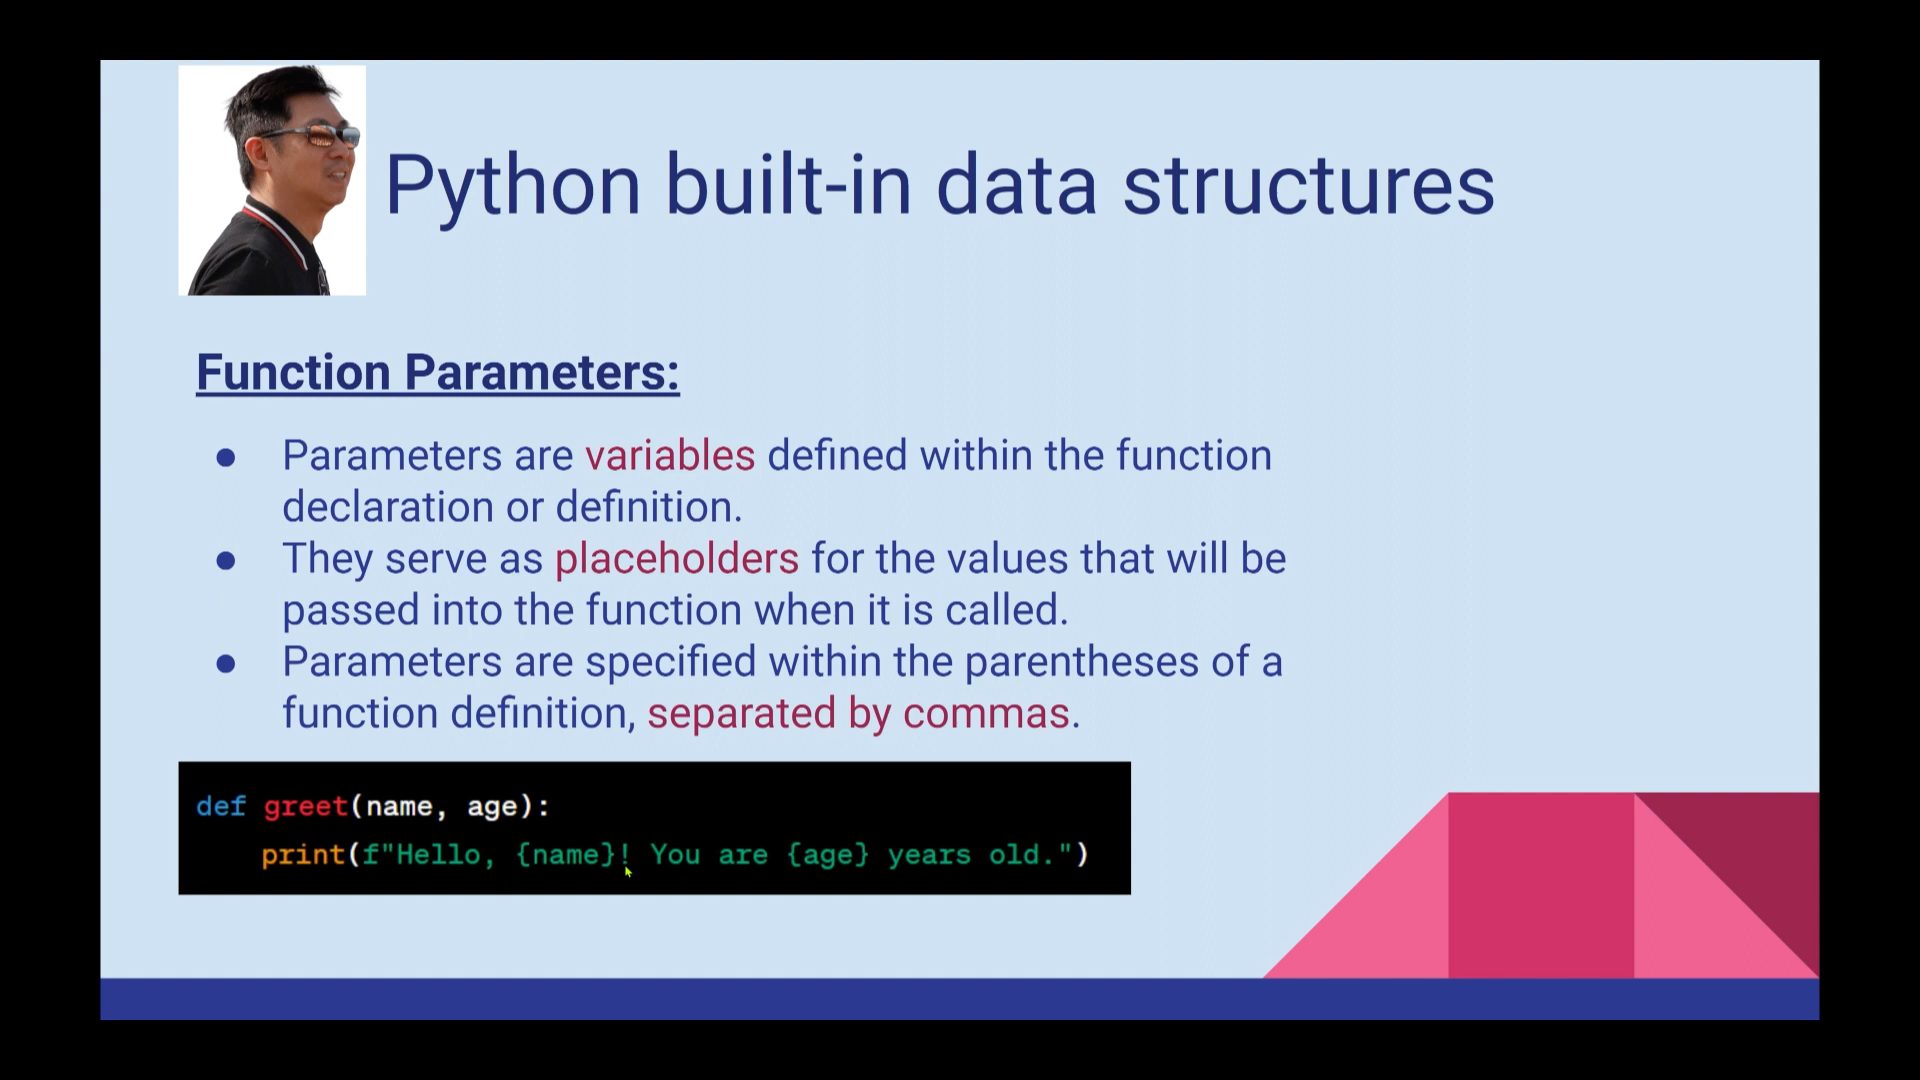 Python built-in data structures
Function Parameters:
● Parameters are variables defined within the function
declaration or definition.
● They serve as placeholders for the values that will be
passed into the function when it is called.
● Parameters are specified within the parentheses of a
function definition, separated by commas.
def greet(name, age):
    print(f"Hello, {name}! You are {age} years old.")